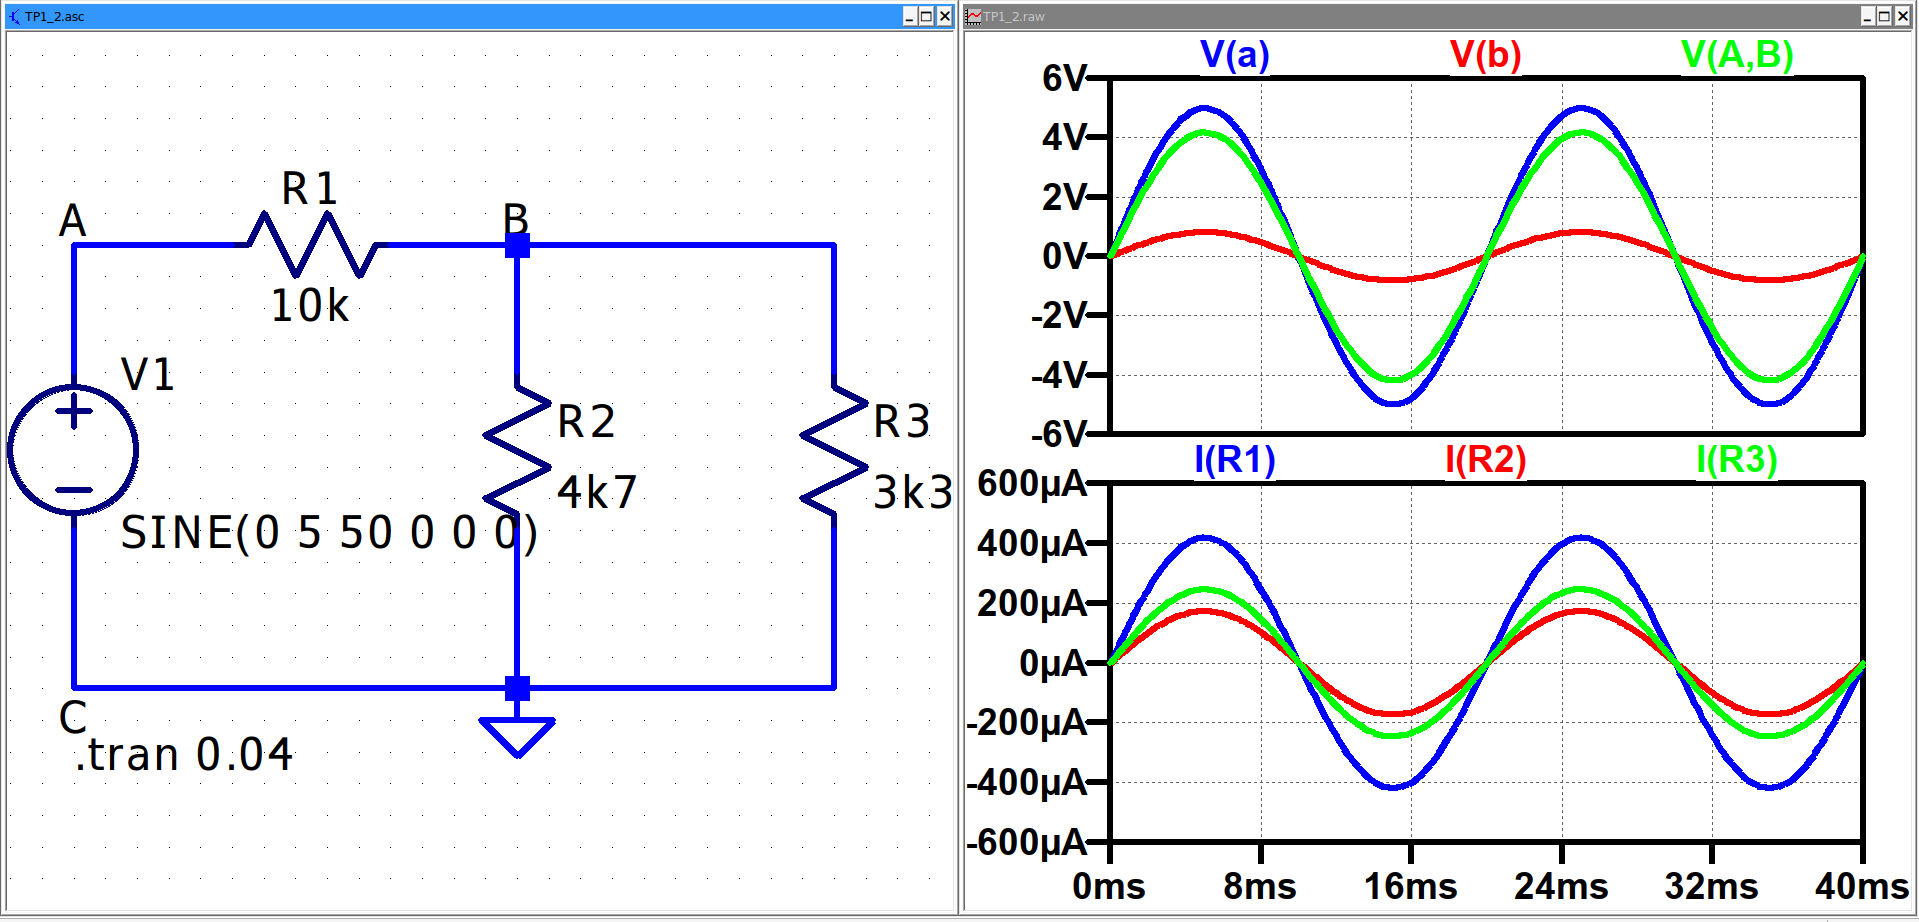 TP1_2.asc
A
R1
10k
B
V1
SINE(0 5 50 0 0 0)
R2
4k7
R3
3k3
C
.tran 0.04
TP1_2.raw
V(a) V(b) V(A,B)
6V
4V
2V
0V
-2V
-4V
-6V
I(R1) I(R2) I(R3)
600µA
400µA
200µA
0µA
-200µA
-400µA
-600µA
0ms 8ms 16ms 24ms 32ms 40ms